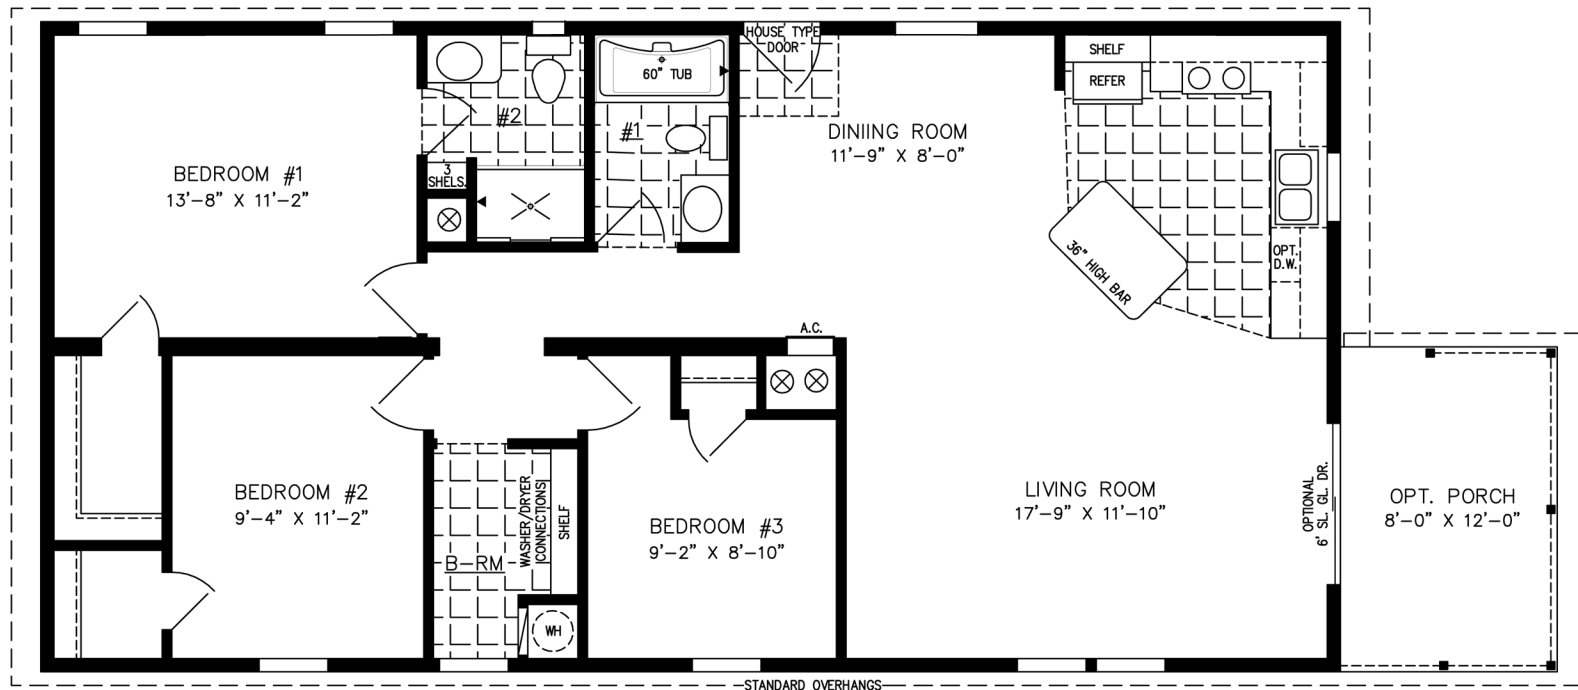 HOUSE TYPE
DOOR
SHELF
REFER
60" TUB
#2
#1
DINIING ROOM
11'-9" X 8'-0"
BEDROOM #1
13'-8" X 11'-2"
3
SHELS.
36" HIGH BAR
OPT.
D.W.
A.C.
BEDROOM #2
9'-4" X 11'-2"
WASHER/DRYER
(CONNECTIONS)
SHELF
B-RM
WH
BEDROOM #3
9'-2" X 8'-10"
LIVING ROOM
17'-9" X 11'-10"
OPTIONAL
6' SL. GL. DR.
OPT. PORCH
8'-0" X 12'-0"
STANDARD OVERHANGS